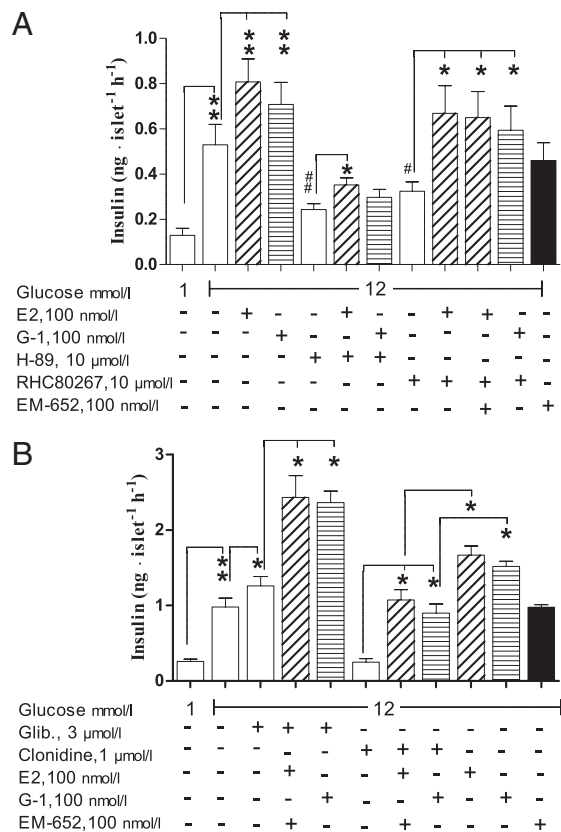 A
Insulin (ng · islet⁻¹ h⁻¹)
1.0
0.8
0.6
0.4
0.2
0.0
** ** ** ## * # * * *
Glucose mmol/l 1 12
E2,100 nmol/l - - + - - + - - + + - -
G-1,100 nmol/l - - - + - - + - - - + -
H-89, 10 µmol/l - - - - + + + - - - - -
RHC80267,10 µmol/l - - - - - - - + + + + -
EM-652,100 nmol/l - - - - - - - - - + - +
B
Insulin (ng · islet⁻¹ h⁻¹)
3
2
1
0
** * * * * * * *
Glucose mmol/l 1 12
Glib., 3 µmol/l - - + + + - - - - - -
Clonidine,1 µmol/l - - - - - + + + - - -
E2,100 nmol/l - - - + - - + - + - -
G-1,100 nmol/l - - - - + - - + - + -
EM-652,100 nmol/l - - - + - - + - - - +